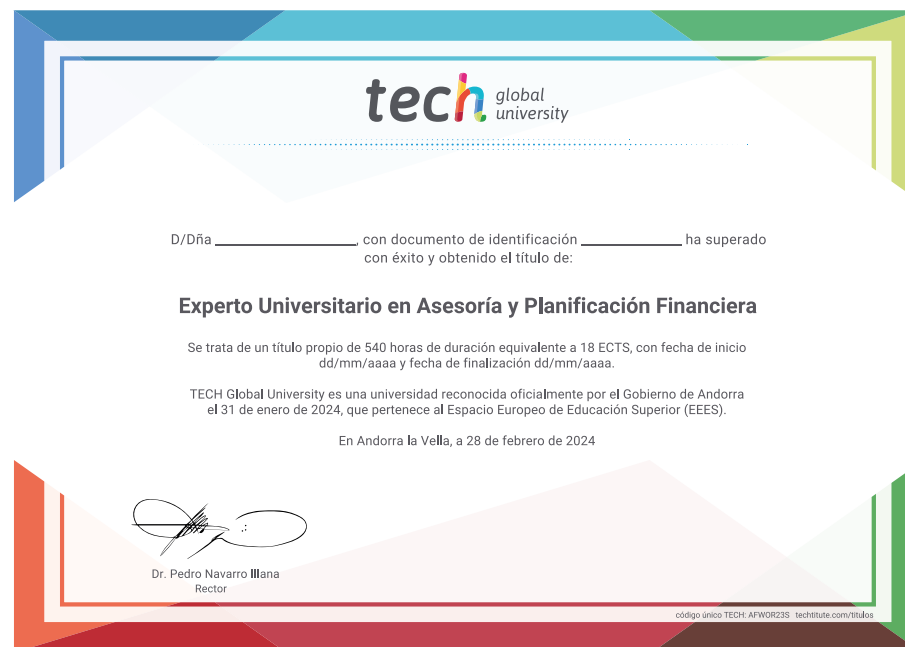 tech global university
D/Dña ______________, con documento de identificación __________ ha superado
con éxito y obtenido el título de:
Experto Universitario en Asesoría y Planificación Financiera
Se trata de un título propio de 540 horas de duración equivalente a 18 ECTS, con fecha de inicio
dd/mm/aaaa y fecha de finalización dd/mm/aaaa.
TECH Global University es una universidad reconocida oficialmente por el Gobierno de Andorra
el 31 de enero de 2024, que pertenece al Espacio Europeo de Educación Superior (EEES).
En Andorra la Vella, a 28 de febrero de 2024
Dr. Pedro Navarro Illana
Rector
código único TECH: AFWOR23S techtitute.com/titulos